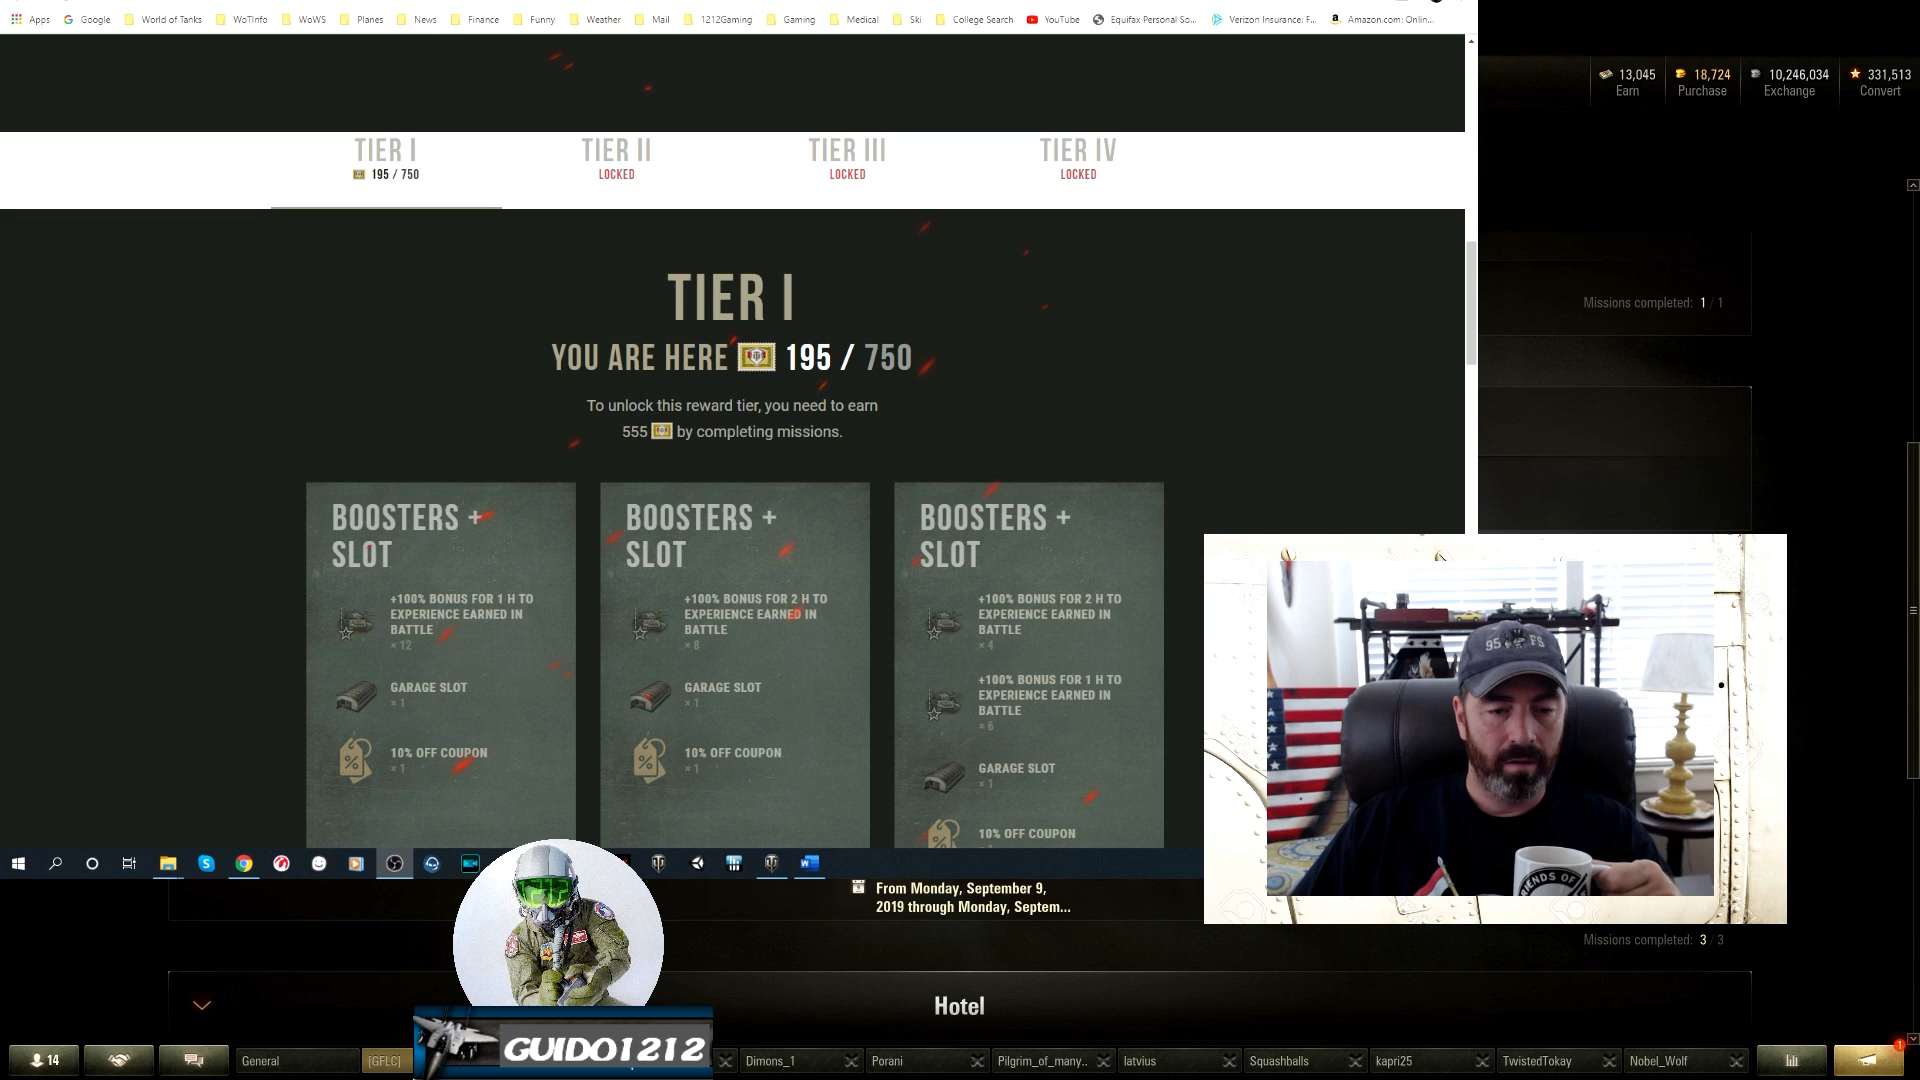 Apps Google World of Tanks WoTInfo WoWS Planes News Finance Funny Weather Mail 1212Gaming Gaming Medical Ski College Search YouTube Equifax Personal So... Verizon Insurance: F... Amazon.com: Onlin...
13,045 18,724 10,246,034 331,513
Earn Purchase Exchange Convert
TIER I TIER II TIER III TIER IV
195 / 750 LOCKED LOCKED LOCKED
TIER I
YOU ARE HERE 195 / 750
To unlock this reward tier, you need to earn
555 by completing missions.
Missions completed: 1 / 1
BOOSTERS +
SLOT
+100% BONUS FOR 1 H TO
EXPERIENCE EARNED IN
BATTLE
× 12
GARAGE SLOT
× 1
10% OFF COUPON
× 1
BOOSTERS +
SLOT
+100% BONUS FOR 2 H TO
EXPERIENCE EARNED IN
BATTLE
× 8
GARAGE SLOT
× 1
10% OFF COUPON
× 1
BOOSTERS +
SLOT
+100% BONUS FOR 2 H TO
EXPERIENCE EARNED IN
BATTLE
× 4
+100% BONUS FOR 1 H TO
EXPERIENCE EARNED IN
BATTLE
× 6
GARAGE SLOT
× 1
10% OFF COUPON
95 FS
FRIENDS OF
From Monday, September 9,
2019 through Monday, Septem...
Missions completed: 3 / 3
Hotel
14 General [GFLC] GUIDO1212 Dimons_1 Porani Pilgrim_of_many... latvius Squashballs kapri25 TwistedTokay Nobel_Wolf 1